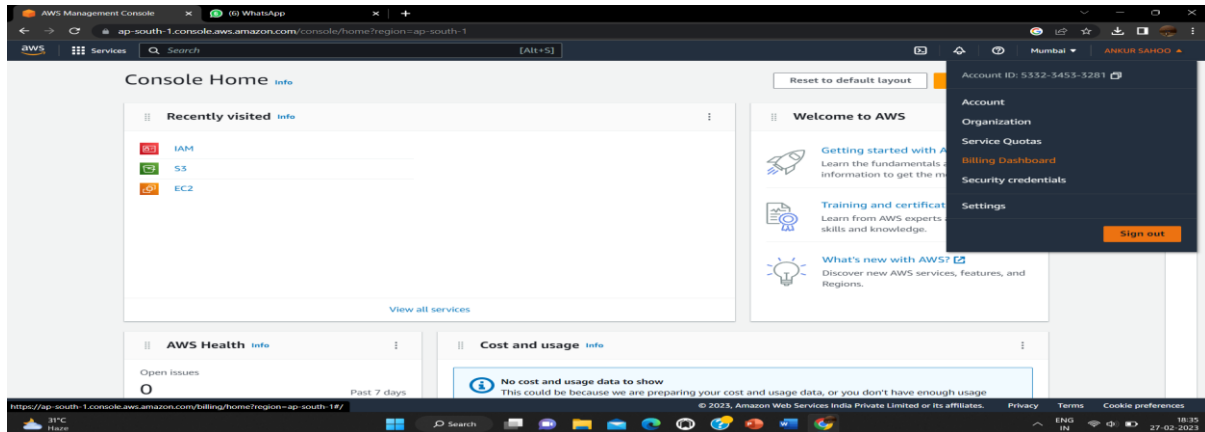 AWS Management Console
(6) WhatsApp
ap-south-1.console.aws.amazon.com/console/home?region=ap-south-1
aws Services Search [Alt+S] Mumbai ANKUR SAHOO
Console Home Info
Reset to default layout
Account ID: 5332-3453-3281
Account
Organization
Service Quotas
Billing Dashboard
Security credentials
Settings
Sign out
Recently visited Info
IAM
S3
EC2
View all services
Welcome to AWS
Getting started with A
Learn the fundamentals
information to get the m
Training and certificat
Learn from AWS experts
skills and knowledge.
What's new with AWS?
Discover new AWS services, features, and
Regions.
AWS Health Info
Open issues
0
Past 7 days
Cost and usage Info
No cost and usage data to show
This could be because we are preparing your cost and usage data, or you don't have enough usage
https://ap-south-1.console.aws.amazon.com/billing/home?region=ap-south-1#/
© 2023, Amazon Web Services India Private Limited or its affiliates. Privacy Terms Cookie preferences
31°C
Haze
Search
ENG
IN
18:35
27-02-2023